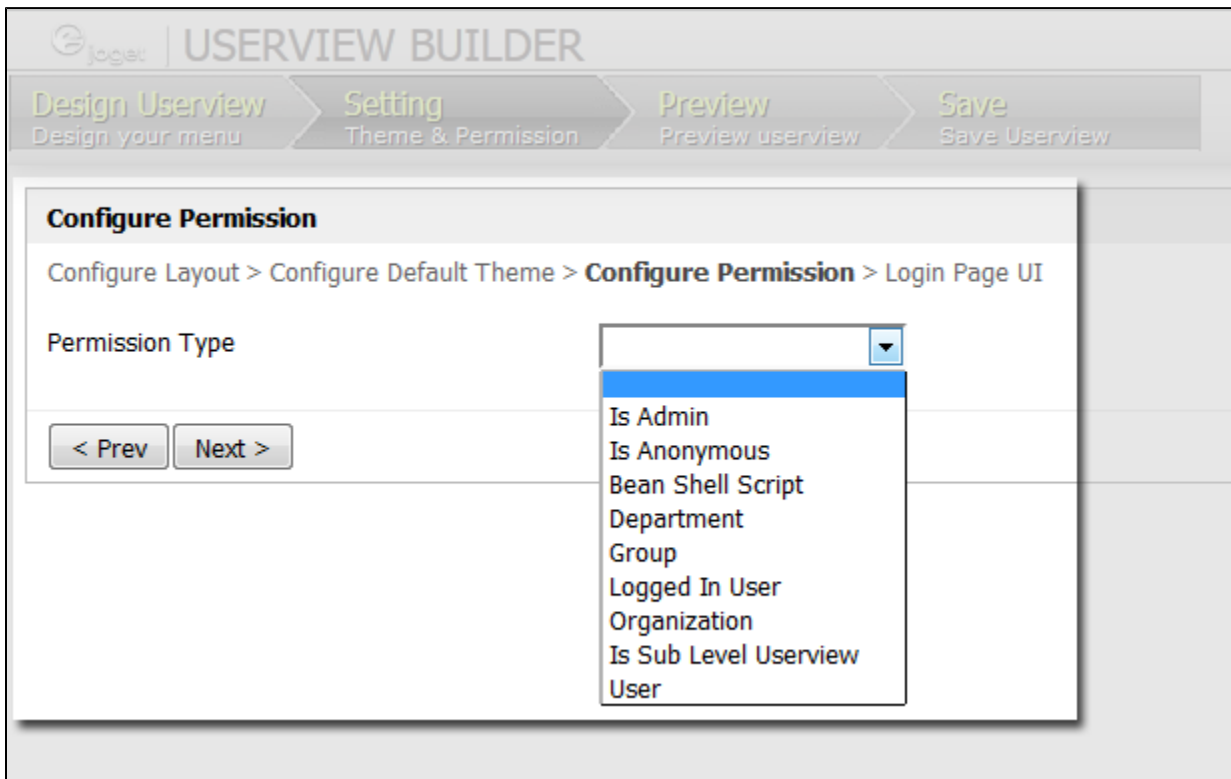 joget | USERVIEW BUILDER
Design Userview Setting Preview Save
Design your menu Theme & Permission Preview userview Save Userview
Configure Permission
Configure Layout > Configure Default Theme > Configure Permission > Login Page UI
Permission Type
Is Admin
Is Anonymous
Bean Shell Script
Department
Group
Logged In User
Organization
Is Sub Level Userview
User
< Prev Next >